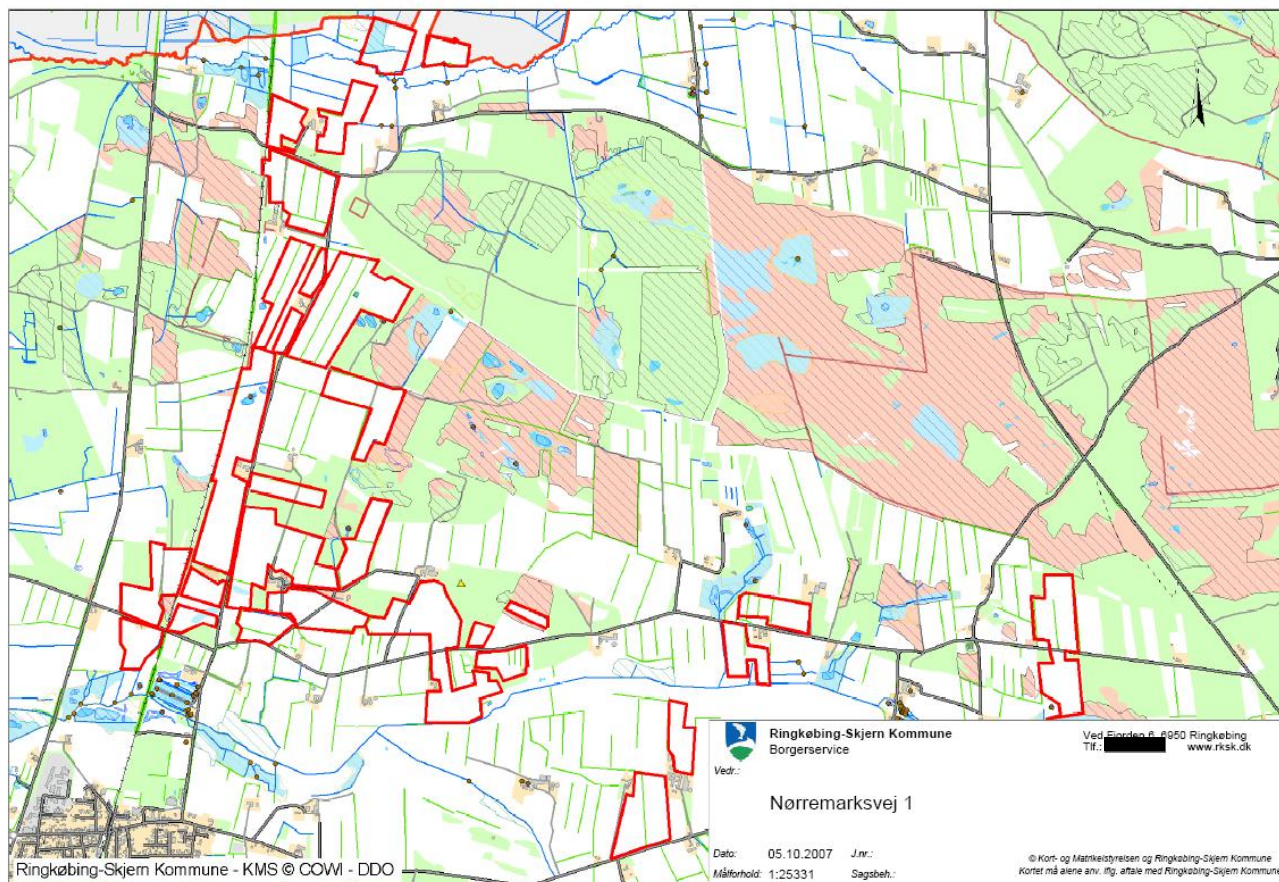 Ringkøbing-Skjern Kommune
Borgerservice
Ved Fjorden 6, 6950 Ringkøbing
Tlf.: www.rksk.dk
Vedr.:
Nørremarksvej 1
Dato: 05.10.2007 J.nr.:
Målforhold: 1:25331 Sagsbeh.:
© Kort- og Matrikelstyrelsen og Ringkøbing-Skjern Kommune
Kortet må alene anv. iflg. aftale med Ringkøbing-Skjern Kommune
Ringkøbing-Skjern Kommune - KMS © COWI - DDO